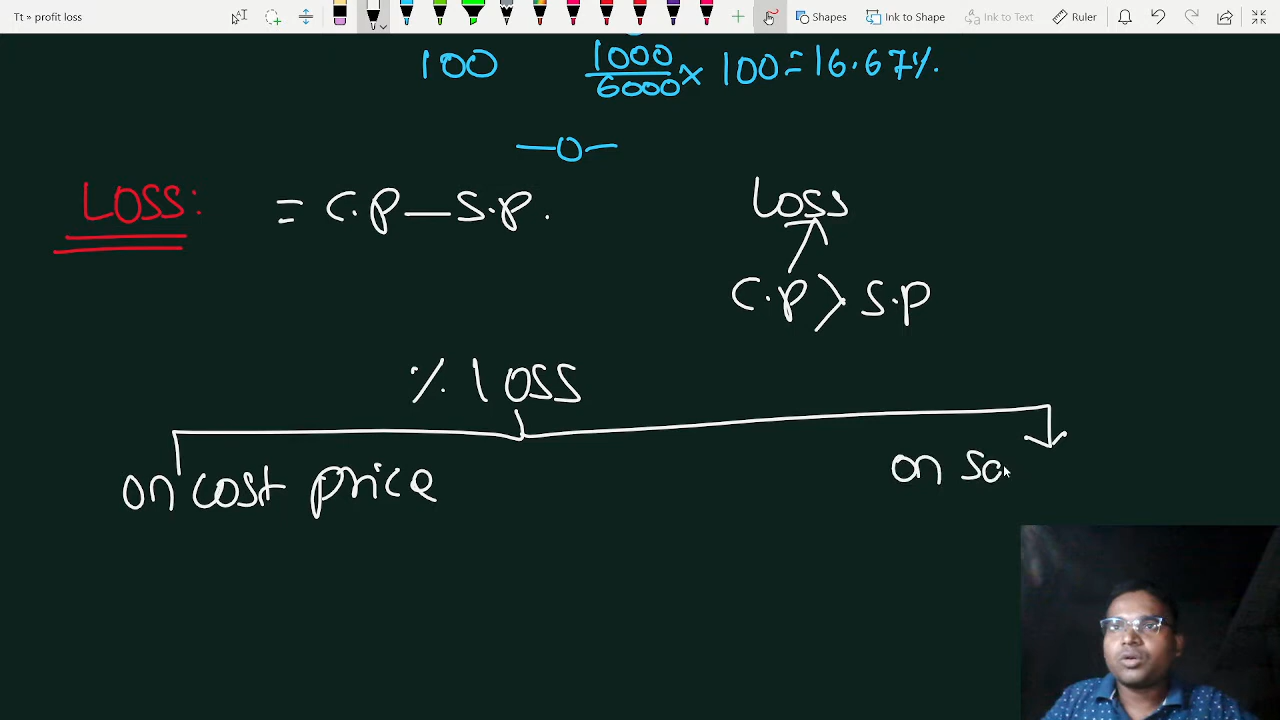 Tt » profit loss
Shapes Ink to Shape Ink to Text Ruler
100 1000/6000 × 100 = 16.67%.
—0—
LOSS: = C.P — S.P. Loss
C.P > S.P
% loss
on cost price on sa